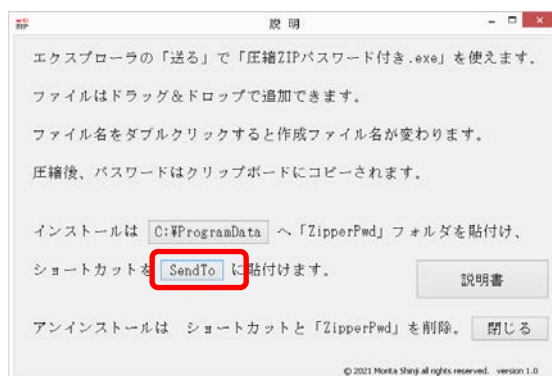 ZIP
説 明
エクスプローラの「送る」で「圧縮ZIPパスワード付き.exe」を使えます。
ファイルはドラッグ&ドロップで追加できます。
ファイル名をダブルクリックすると作成ファイル名が変わります。
圧縮後、パスワードはクリップボードにコピーされます。
インストールは C:¥ProgramData へ「ZipperPwd」フォルダを貼付け、
ショートカットを SendTo に貼付けます。
説明書
アンインストールは ショートカットと「ZipperPwd」を削除。 閉じる
© 2021 Morita Shinji all rights reserved. version 1.0